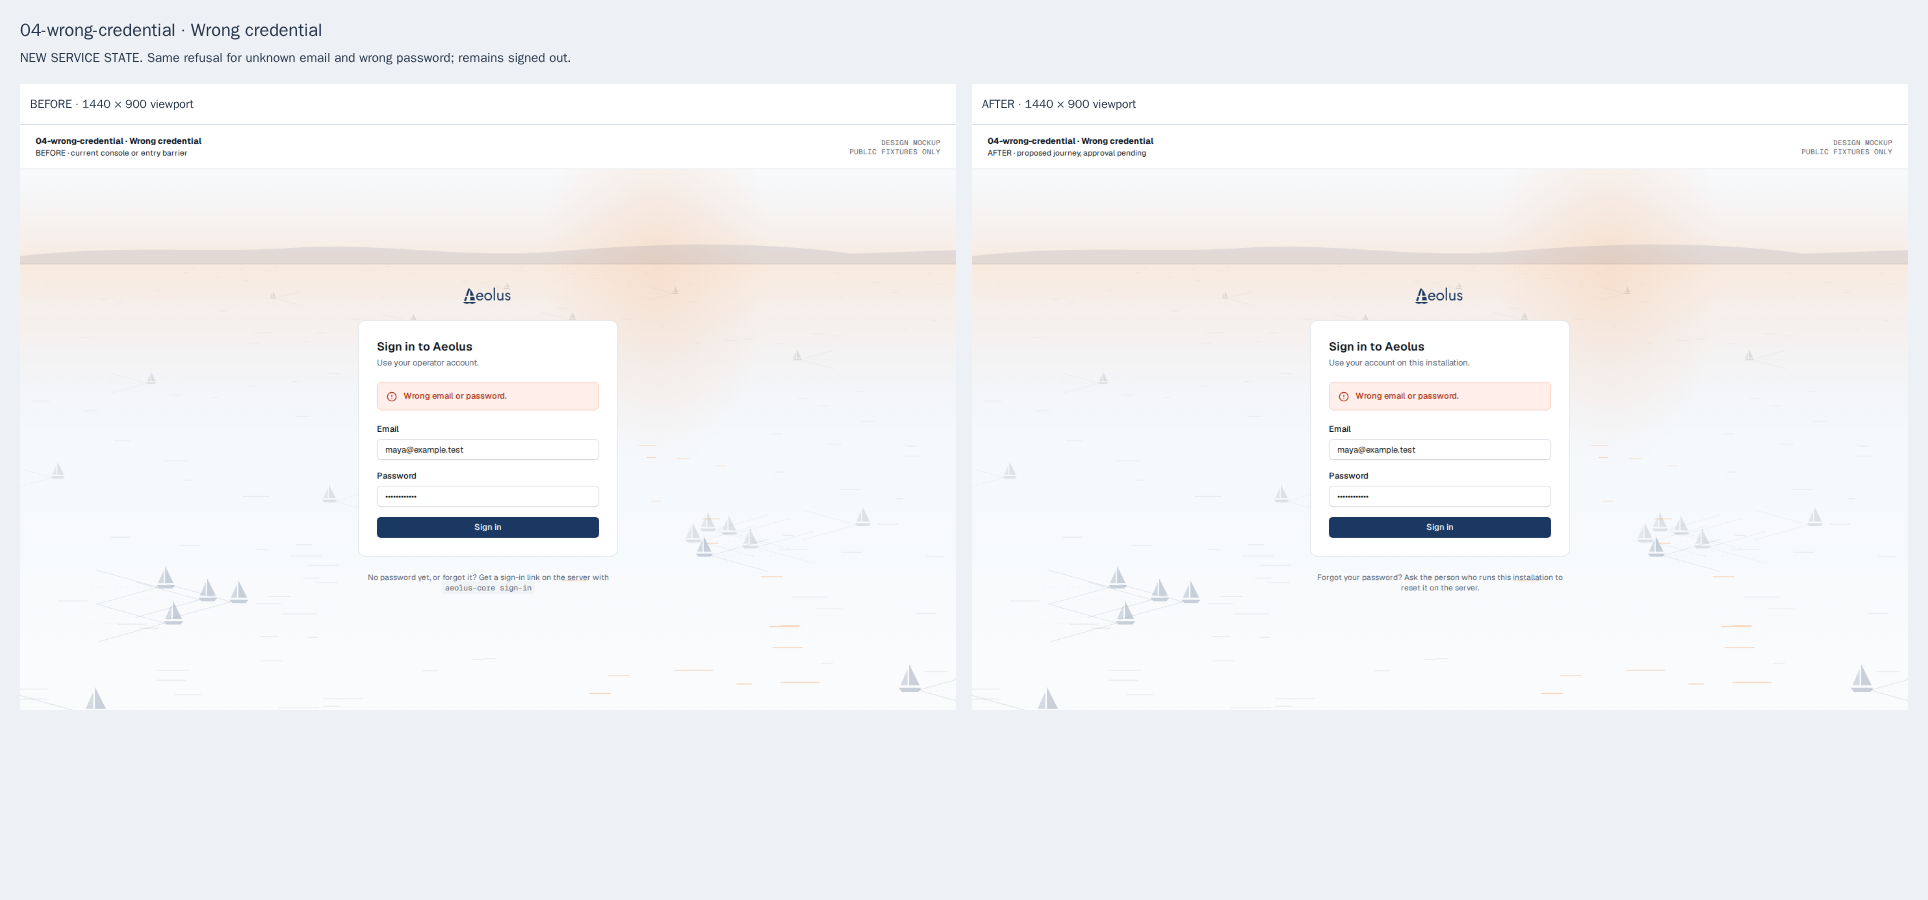 04-wrong-credential · Wrong credential
NEW SERVICE STATE. Same refusal for unknown email and wrong password; remains signed out.
BEFORE · 1440 × 900 viewport
04-wrong-credential · Wrong credential
BEFORE · current console or entry barrier
DESIGN MOCKUP
PUBLIC FIXTURES ONLY
Aeolus
Sign in to Aeolus
Use your operator account.
Wrong email or password.
Email
maya@example.test
Password
••••••••••••
Sign in
No password yet, or forgot it? Get a sign-in link on the server with
aeolus-core sign-in
AFTER · 1440 × 900 viewport
04-wrong-credential · Wrong credential
AFTER · proposed journey, approval pending
DESIGN MOCKUP
PUBLIC FIXTURES ONLY
Aeolus
Sign in to Aeolus
Use your account on this installation.
Wrong email or password.
Email
maya@example.test
Password
••••••••••••
Sign in
Forgot your password? Ask the person who runs this installation to
reset it on the server.